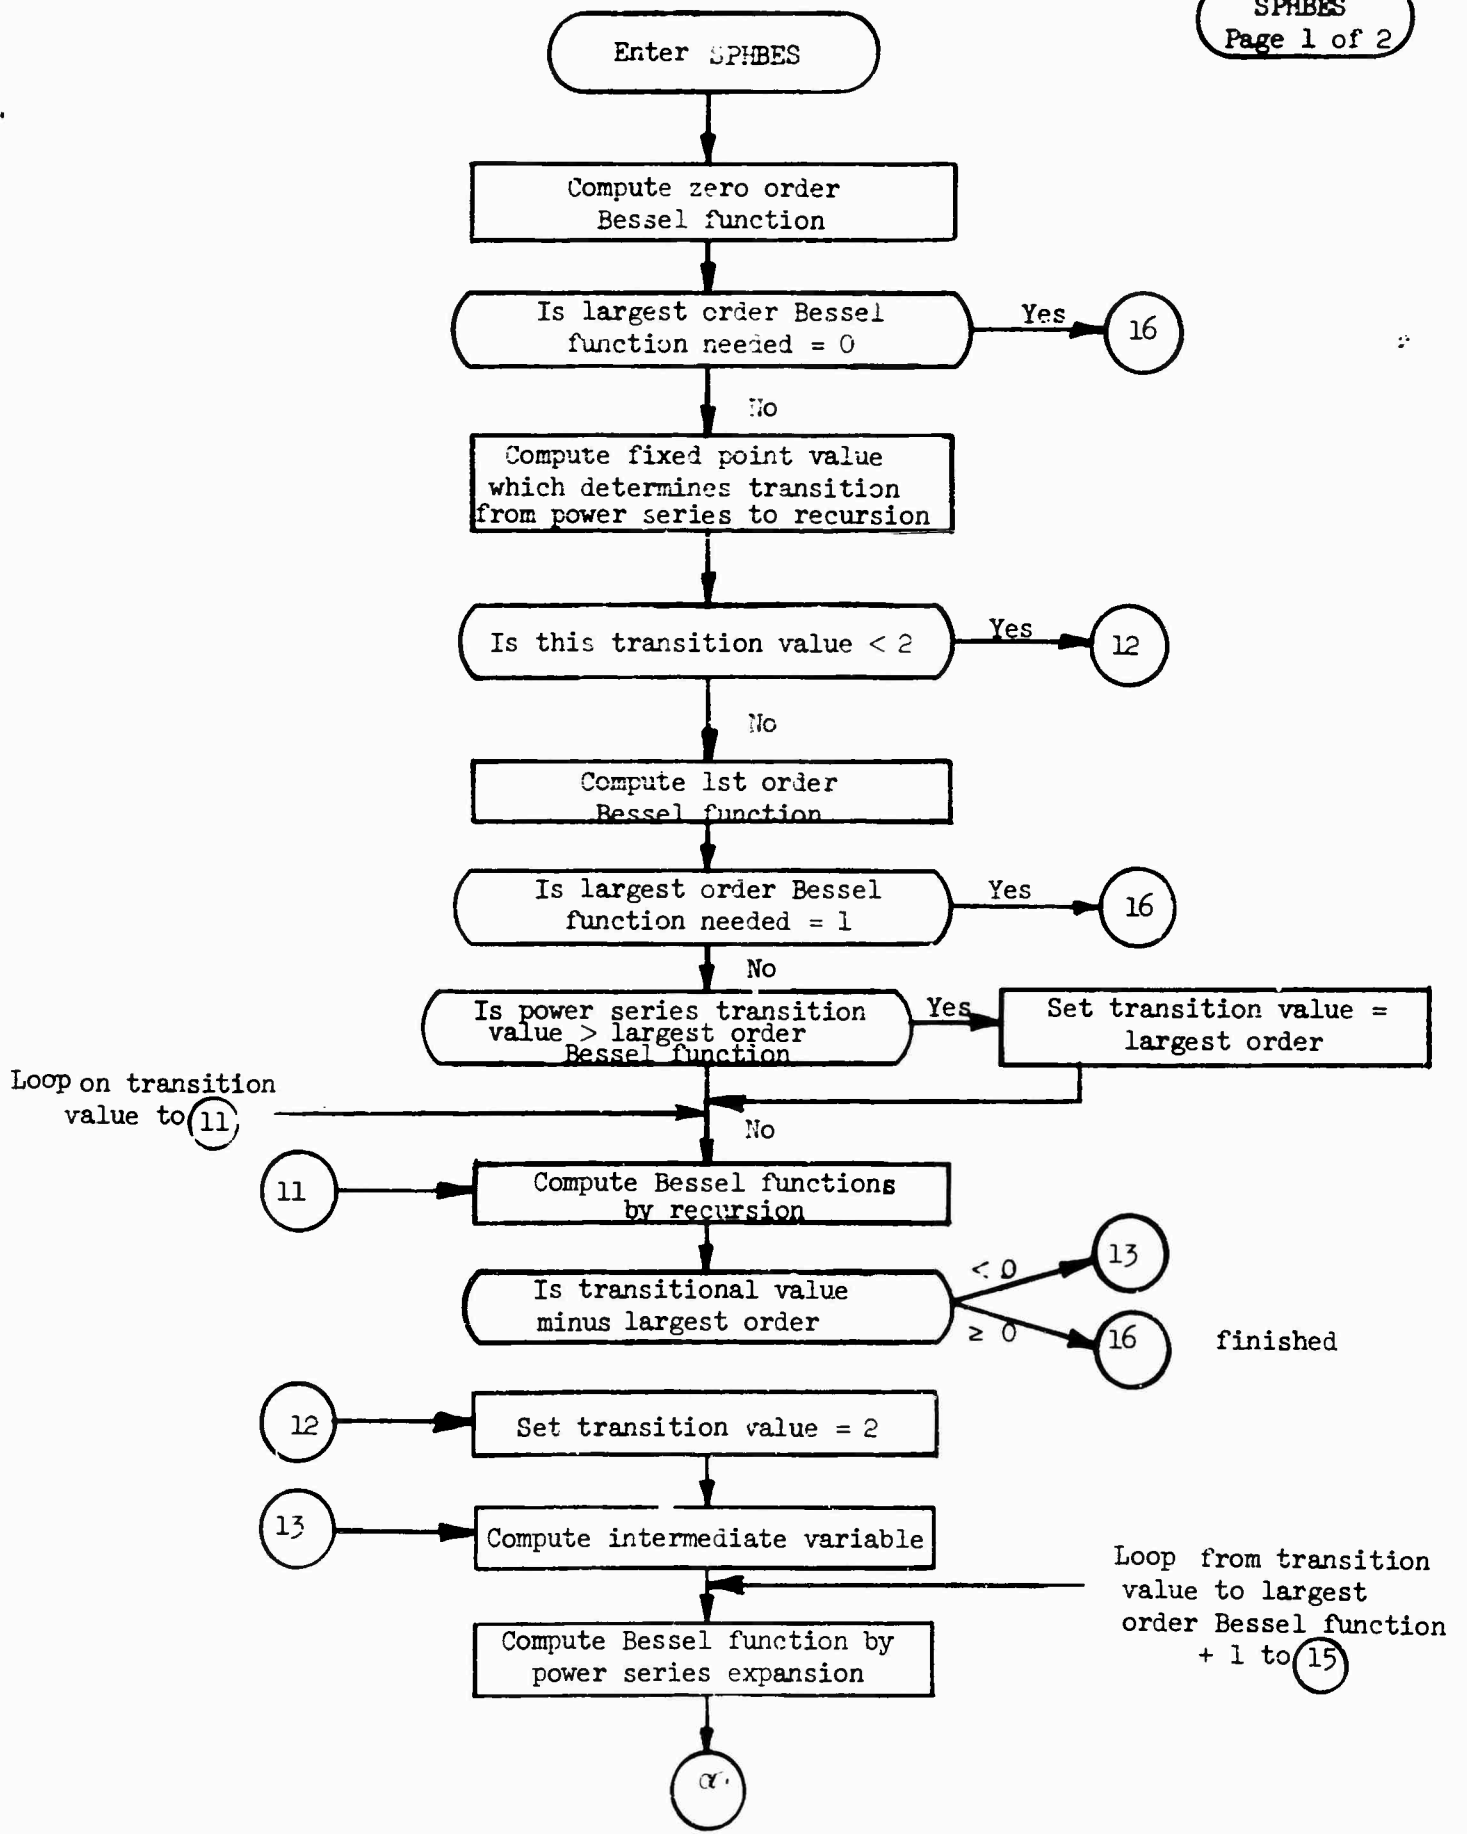 SPHBES
Page 1 of 2
Enter SPHBES
Compute zero order
Bessel function
Is largest order Bessel
function needed = 0
Yes
16
No
Compute fixed point value
which determines transition
from power series to recursion
Is this transition value < 2
Yes
12
No
Compute 1st order
Bessel function
Is largest order Bessel
function needed = 1
Yes
16
No
Is power series transition
value > largest order
Bessel function
Yes
Set transition value =
largest order
Loop on transition
value to 11
No
11
Compute Bessel functions
by recursion
Is transitional value
minus largest order
< 0
13
≥ 0
16
finished
12
Set transition value = 2
13
Compute intermediate variable
Loop from transition
value to largest
order Bessel function
+ 1 to 15
Compute Bessel function by
power series expansion
α